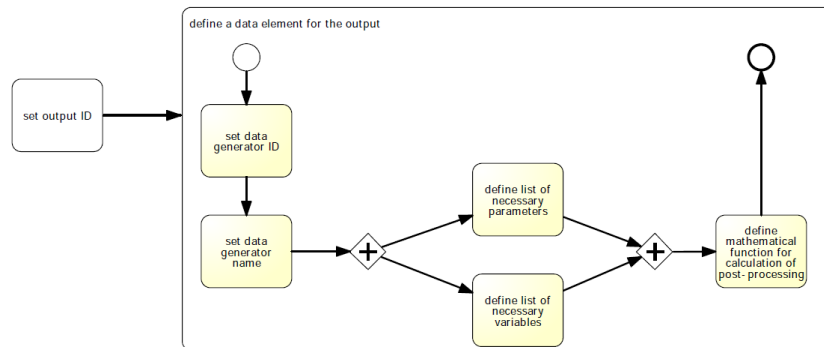 define a data element for the output
set output ID
set data
generator ID
set data
generator
name
define list of
necessary
parameters
define list of
necessary
variables
define
mathematical
function for
calculation of
post- processing